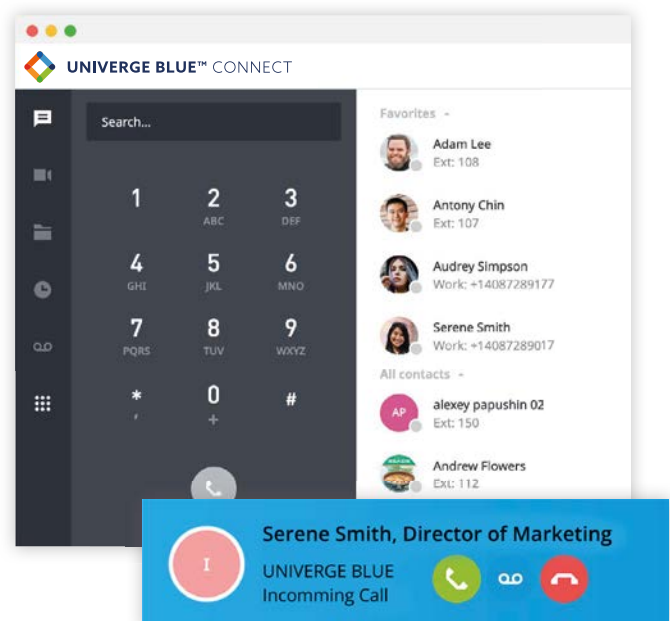 UNIVERGE BLUE™ CONNECT
Search...
1 2 3
ABC DEF
4 5 6
GHI JKL MNO
7 8 9
PQRS TUV WXYZ
* 0 #
, +
Favorites
Adam Lee
Ext: 108
Antony Chin
Ext: 107
Audrey Simpson
Work: +14087289177
Serene Smith
Work: +14087289017
All contacts
AP
alexey papushin 02
Ext: 150
Andrew Flowers
Ext: 112
I
Serene Smith, Director of Marketing
UNIVERGE BLUE
Incomming Call